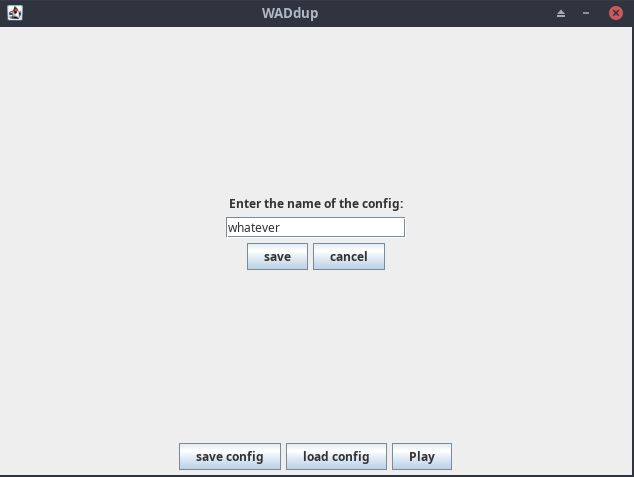 WADdup
Enter the name of the config:
whatever
save cancel
save config load config Play